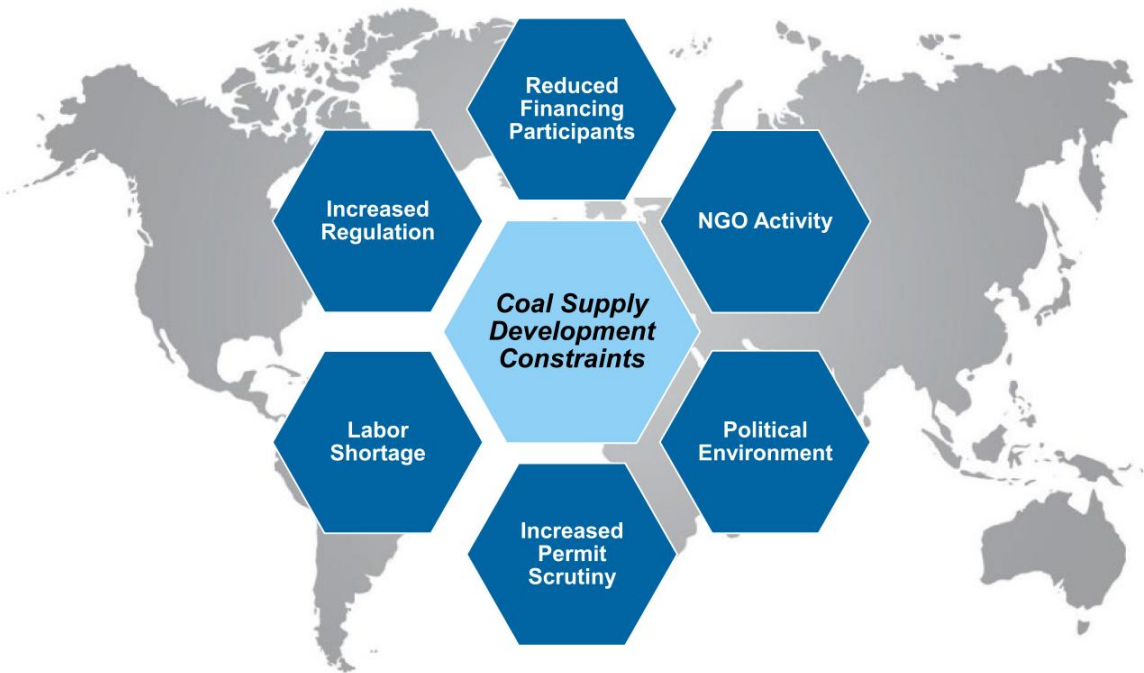 Reduced
Financing
Participants
Increased
Regulation
NGO Activity
Coal Supply
Development
Constraints
Labor
Shortage
Political
Environment
Increased
Permit
Scrutiny